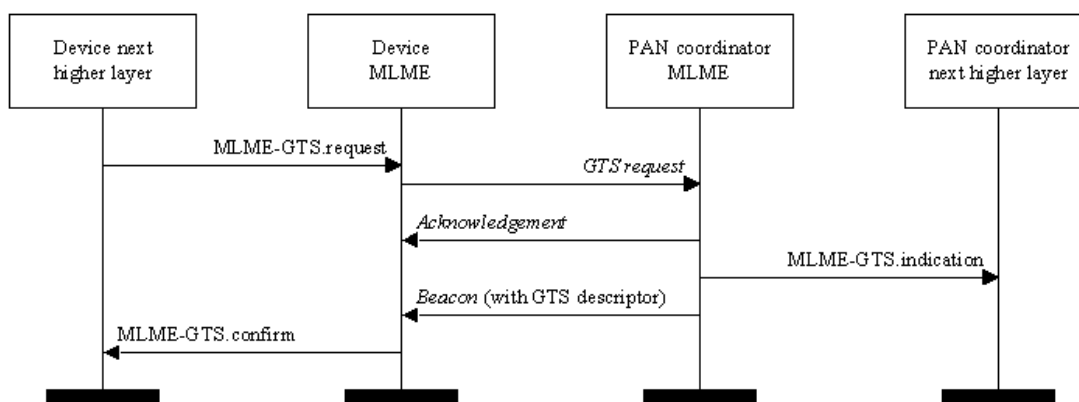 Device next
higher layer
Device
MLME
PAN coordinator
MLME
PAN coordinator
next higher layer
MLME-GTS.request
GTS request
Acknowledgement
MLME-GTS.indication
Beacon (with GTS descriptor)
MLME-GTS.confirm